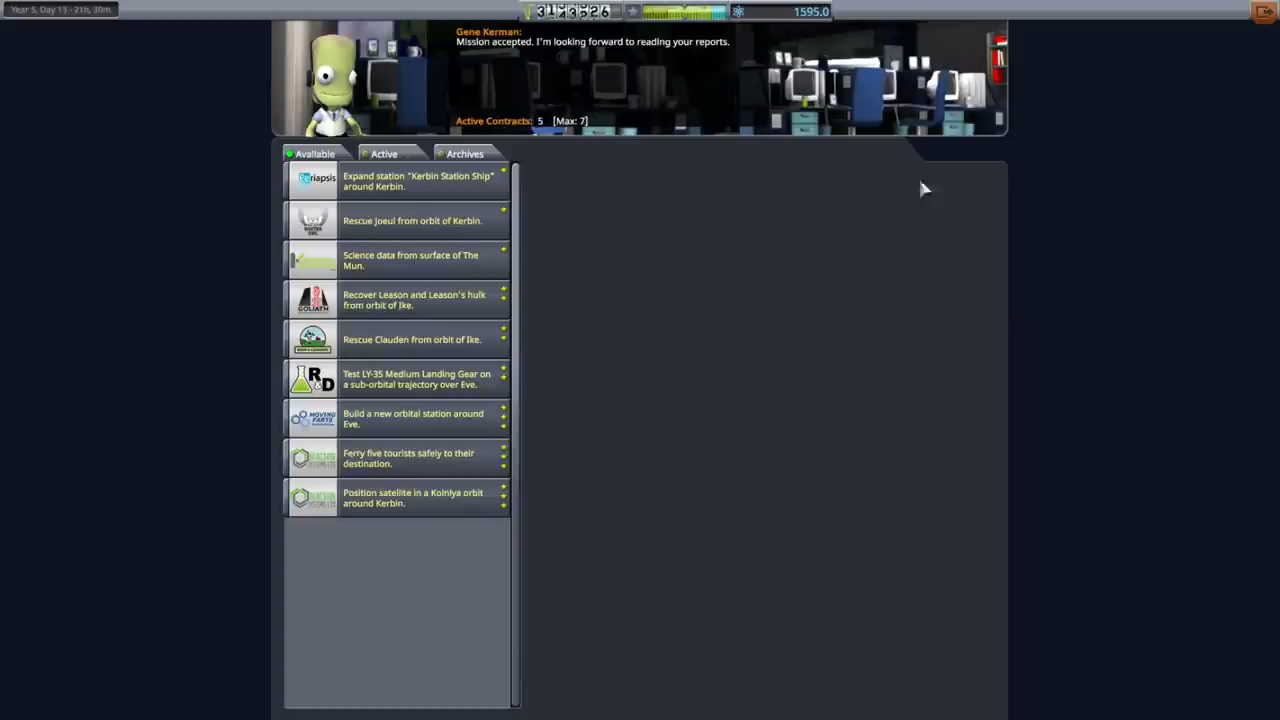 Year 5, Day 13 - 21h, 30m
1595.0
Gene Kerman:
Mission accepted. I'm looking forward to reading your reports.
Active Contracts: 5 [Max: 7]
Available
Active
Archives
Periapsis
Expand station "Kerbin Station Ship"
around Kerbin.
Rescue Joeul from orbit of Kerbin.
Science data from surface of The
Mun.
GOLIATH
Recover Leason and Leason's hulk
from orbit of Ike.
Rescue Clauden from orbit of Ike.
R&D
Test LY-35 Medium Landing Gear on
a sub-orbital trajectory over Eve.
MOVING
PARTS
Build a new orbital station around
Eve.
Ferry five tourists safely to their
destination.
Position satellite in a Kolniya orbit
around Kerbin.